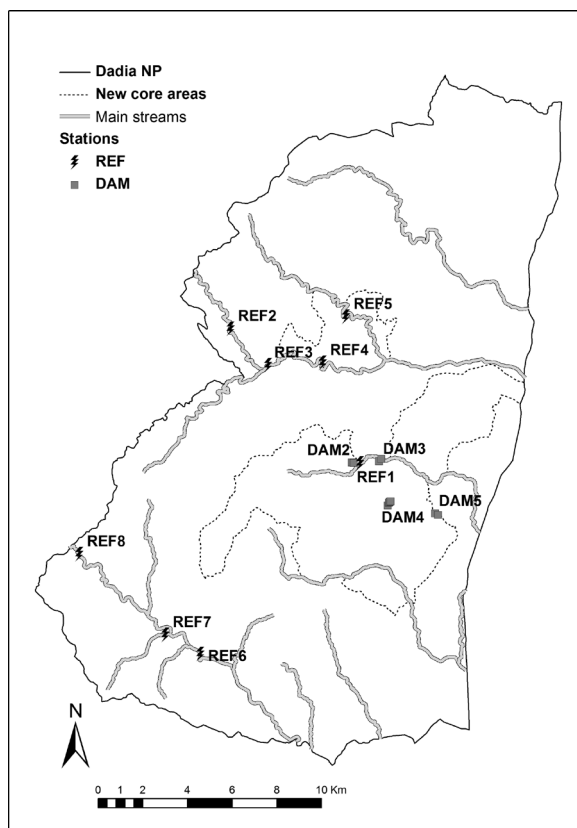 Dadia NP
New core areas
Main streams
Stations
REF
DAM
REF5
REF2
REF3
REF4
DAM2
DAM3
REF1
DAM5
DAM4
REF8
REF7
REF6
N
0 1 2 4 6 8 10 Km